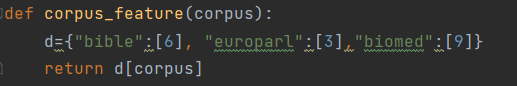 def corpus_feature(corpus):
    d={"bible":[6], "europarl":[3],"biomed":[9]}
    return d[corpus]